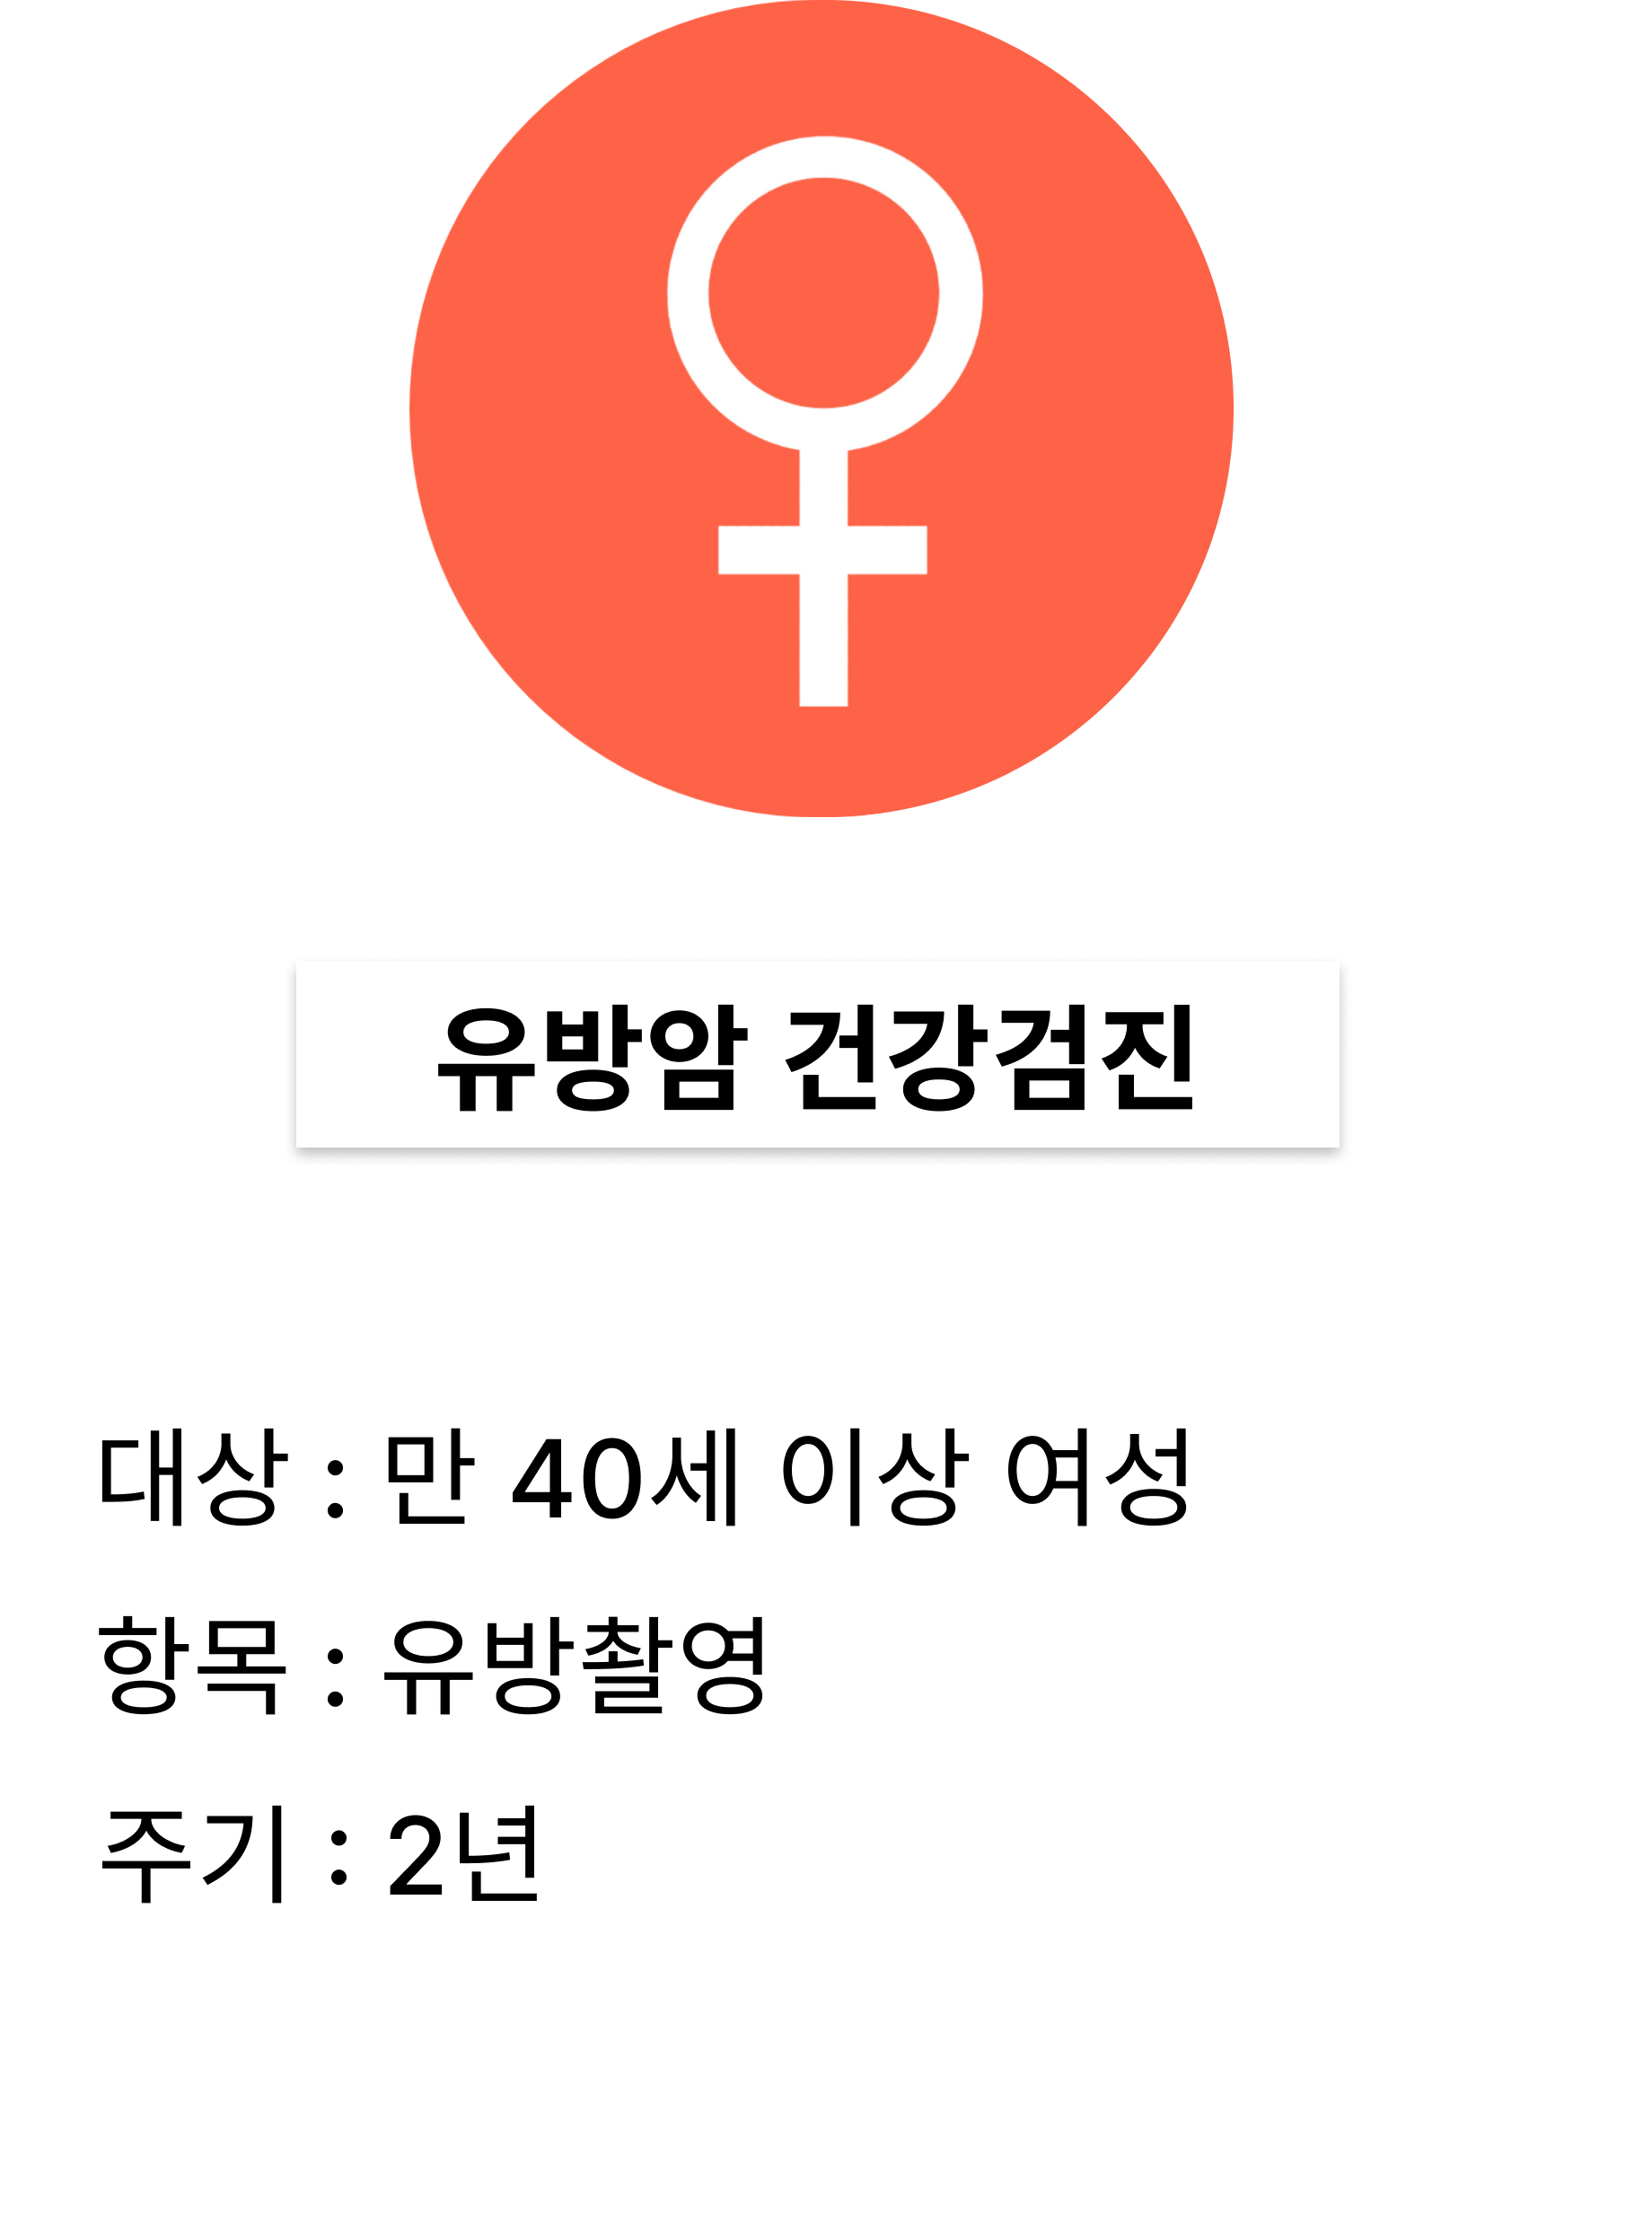 유방암 건강검진
대상 : 만 40세 이상 여성
항목 : 유방촬영
주기 : 2년